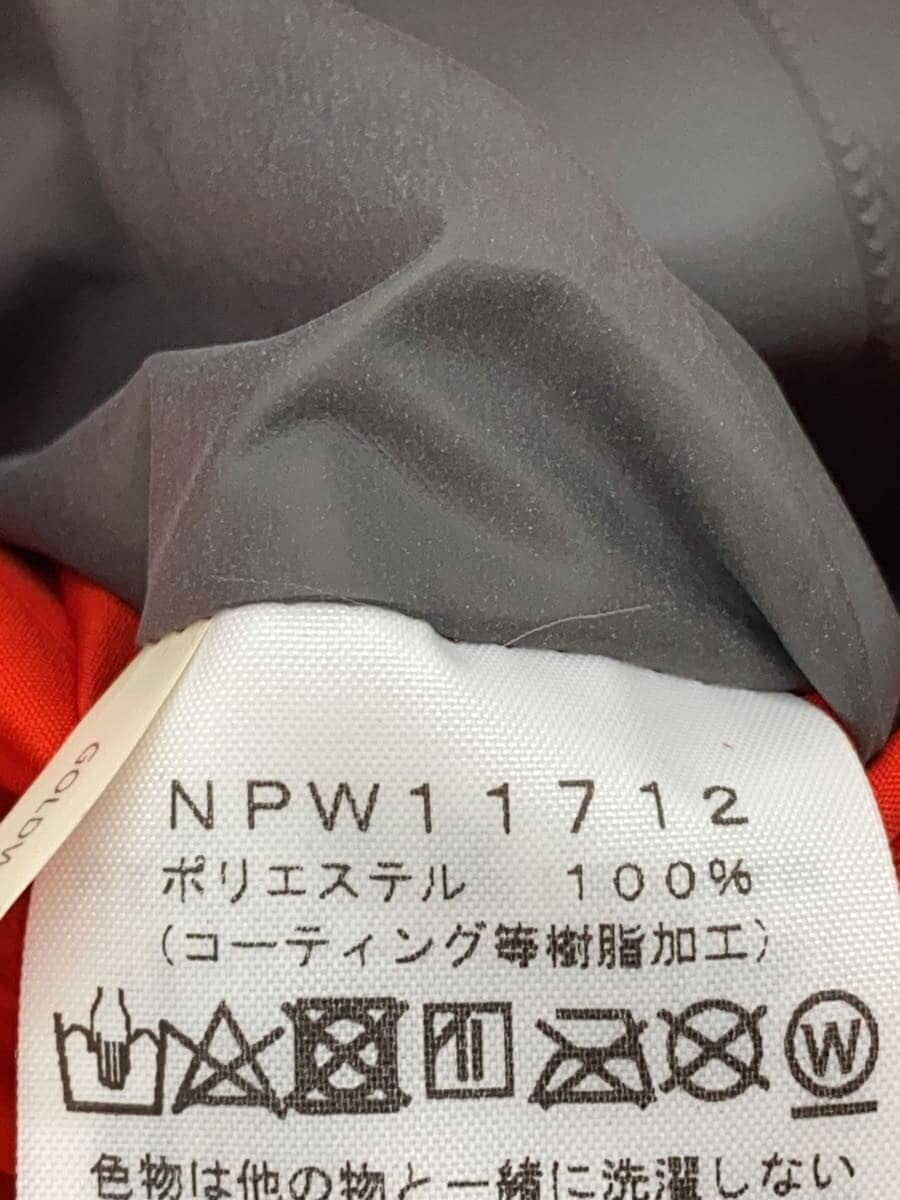 NPW11712
ポリエステル 100%
(コーティング等樹脂加工)
W
色物は他の物と一緒に洗濯しない